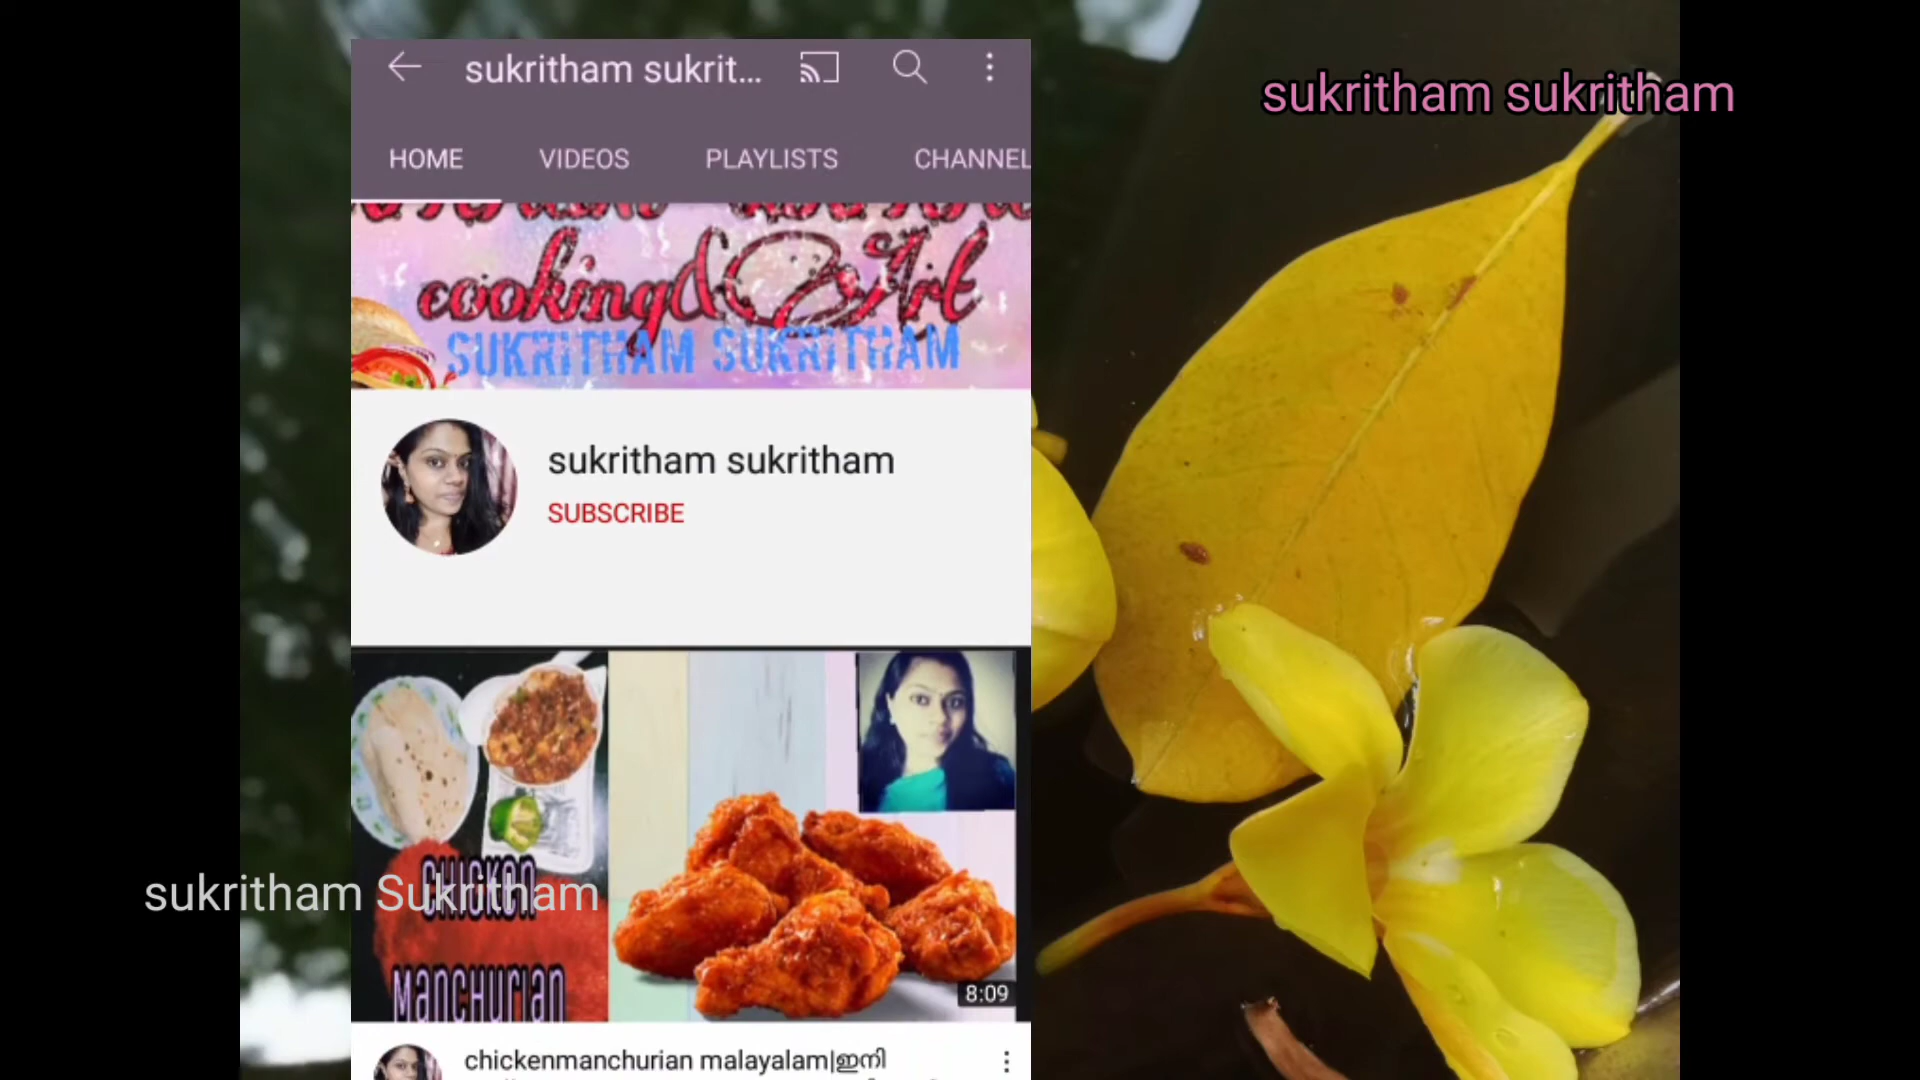 sukritham sukrit...
sukritham sukritham
HOME VIDEOS PLAYLISTS CHANNEL
cooking&Art
SUKRITHAM SUKRITHAM
sukritham sukritham
SUBSCRIBE
CHICKEN
sukritham Sukritham
MANCHURIAN
8:09
chickenmanchurian malayalam|ഇനി